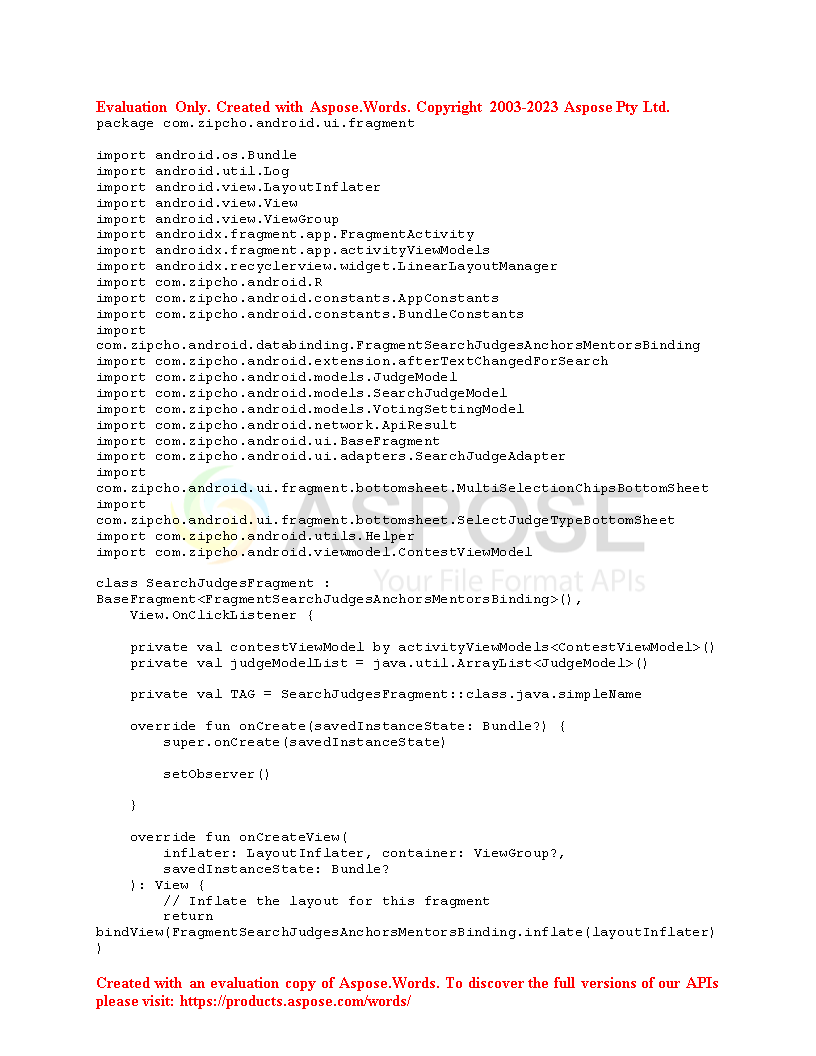 Evaluation Only. Created with Aspose.Words. Copyright 2003-2023 Aspose Pty Ltd.
package com.zipcho.android.ui.fragment
import android.os.Bundle
import android.util.Log
import android.view.LayoutInflater
import android.view.View
import android.view.ViewGroup
import androidx.fragment.app.FragmentActivity
import androidx.fragment.app.activityViewModels
import androidx.recyclerview.widget.LinearLayoutManager
import com.zipcho.android.R
import com.zipcho.android.constants.AppConstants
import com.zipcho.android.constants.BundleConstants
import
com.zipcho.android.databinding.FragmentSearchJudgesAnchorsMentorsBinding
import com.zipcho.android.extension.afterTextChangedForSearch
import com.zipcho.android.models.JudgeModel
import com.zipcho.android.models.SearchJudgeModel
import com.zipcho.android.models.VotingSettingModel
import com.zipcho.android.network.ApiResult
import com.zipcho.android.ui.BaseFragment
import com.zipcho.android.ui.adapters.SearchJudgeAdapter
import
com.zipcho.android.ui.fragment.bottomsheet.MultiSelectionChipsBottomSheet
import
com.zipcho.android.ui.fragment.bottomsheet.SelectJudgeTypeBottomSheet
import com.zipcho.android.utils.Helper
import com.zipcho.android.viewmodel.ContestViewModel
ASPOSE
Your File Format APIs
class SearchJudgesFragment :
BaseFragment<FragmentSearchJudgesAnchorsMentorsBinding>(),
    View.OnClickListener {
    private val contestViewModel by activityViewModels<ContestViewModel>()
    private val judgeModelList = java.util.ArrayList<JudgeModel>()
    private val TAG = SearchJudgesFragment::class.java.simpleName
    override fun onCreate(savedInstanceState: Bundle?) {
        super.onCreate(savedInstanceState)
        setObserver()
    }
    override fun onCreateView(
        inflater: LayoutInflater, container: ViewGroup?,
        savedInstanceState: Bundle?
    ): View {
        // Inflate the layout for this fragment
        return
bindView(FragmentSearchJudgesAnchorsMentorsBinding.inflate(layoutInflater)
)
Created with an evaluation copy of Aspose.Words. To discover the full versions of our APIs
please visit: https://products.aspose.com/words/